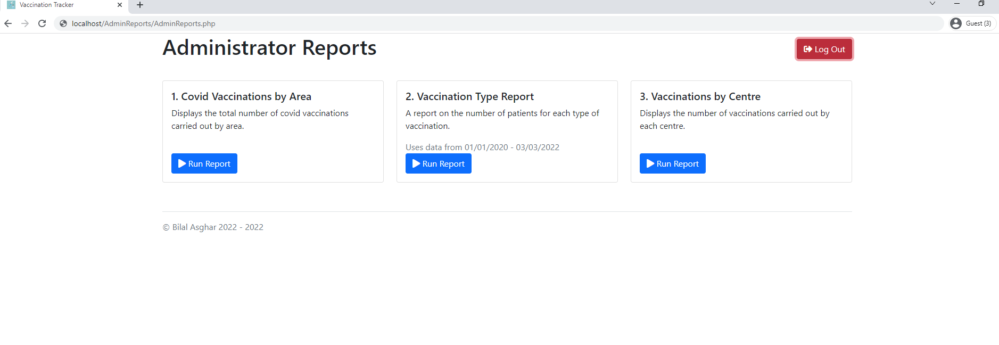 Vaccination Tracker
localhost/AdminReports/AdminReports.php
Guest (3)
Administrator Reports
Log Out
1. Covid Vaccinations by Area
Displays the total number of covid vaccinations
carried out by area.
Run Report
2. Vaccination Type Report
A report on the number of patients for each type of
vaccination.
Uses data from 01/01/2020 - 03/03/2022
Run Report
3. Vaccinations by Centre
Displays the number of vaccinations carried out by
each centre.
Run Report
© Bilal Asghar 2022 - 2022